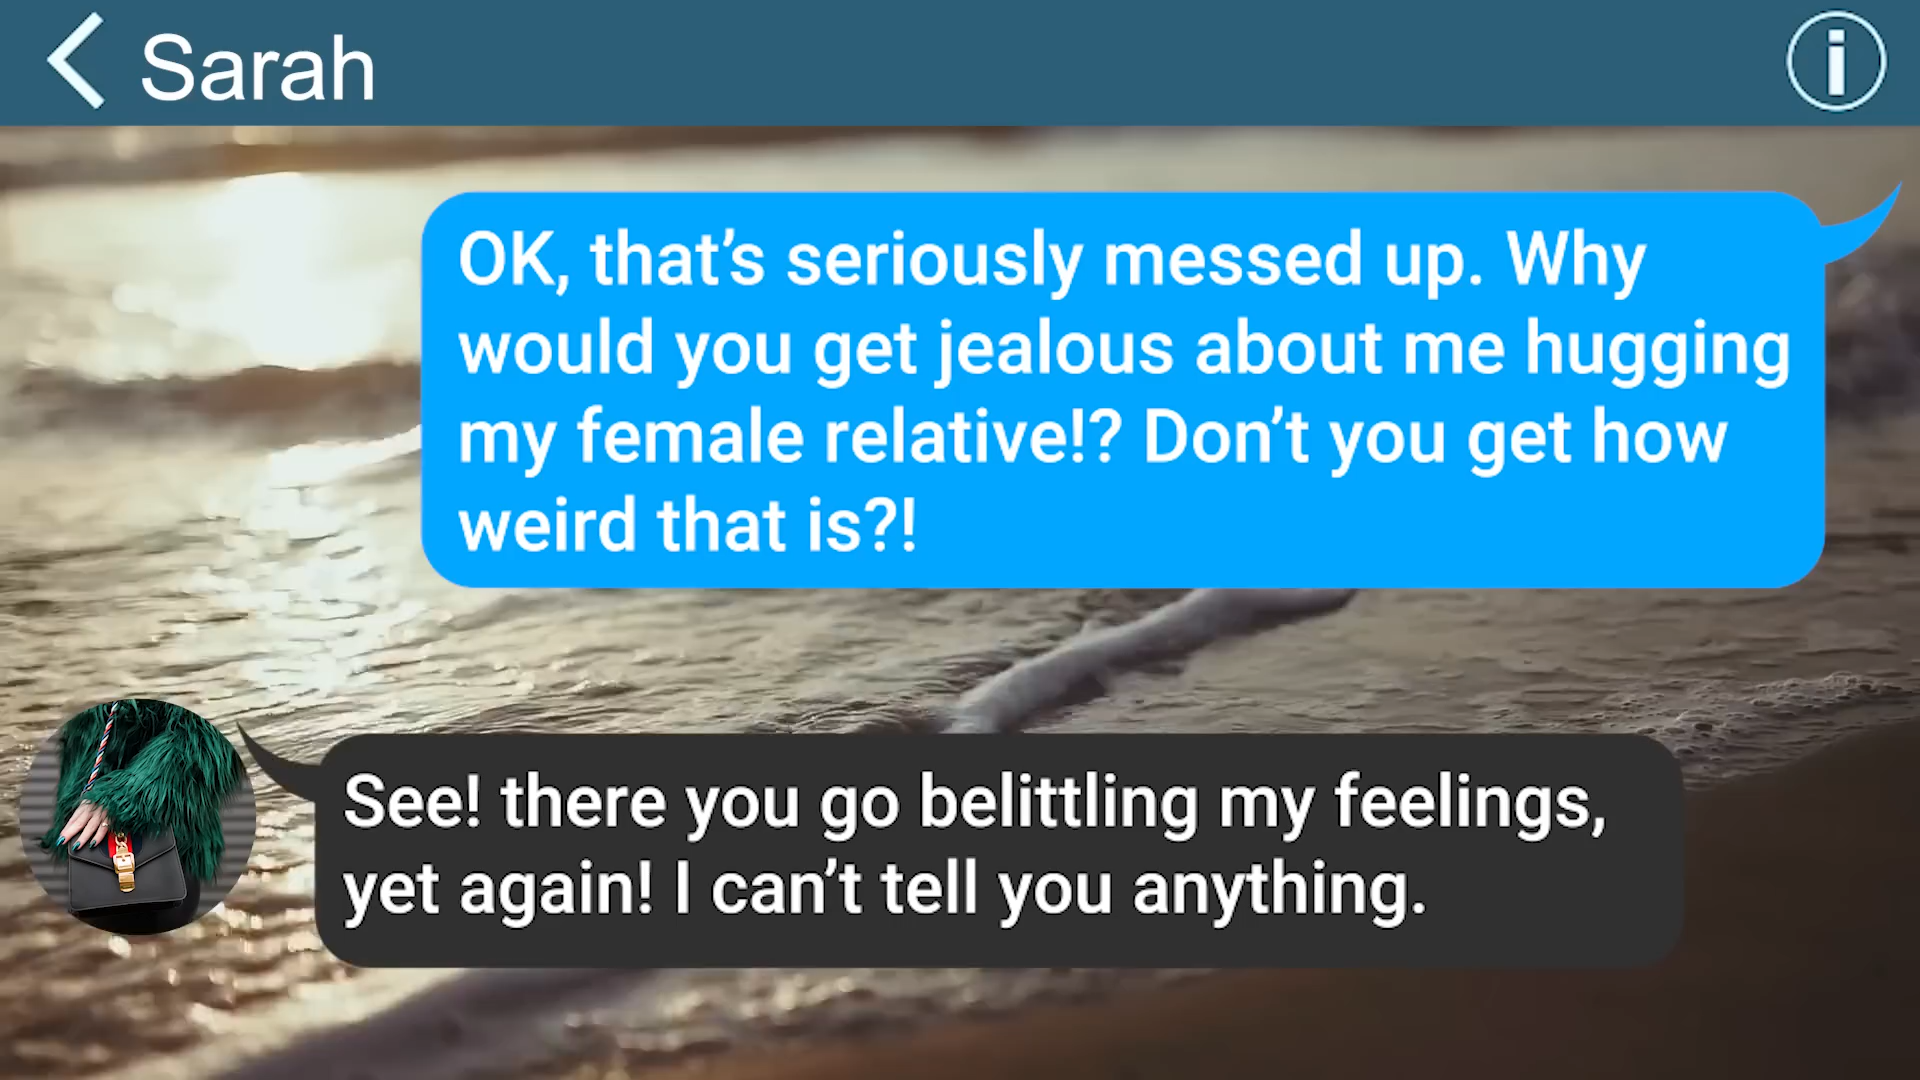 Sarah
OK, that’s seriously messed up. Why
would you get jealous about me hugging
my female relative!? Don’t you get how
weird that is?!
See! there you go belittling my feelings,
yet again! I can’t tell you anything.